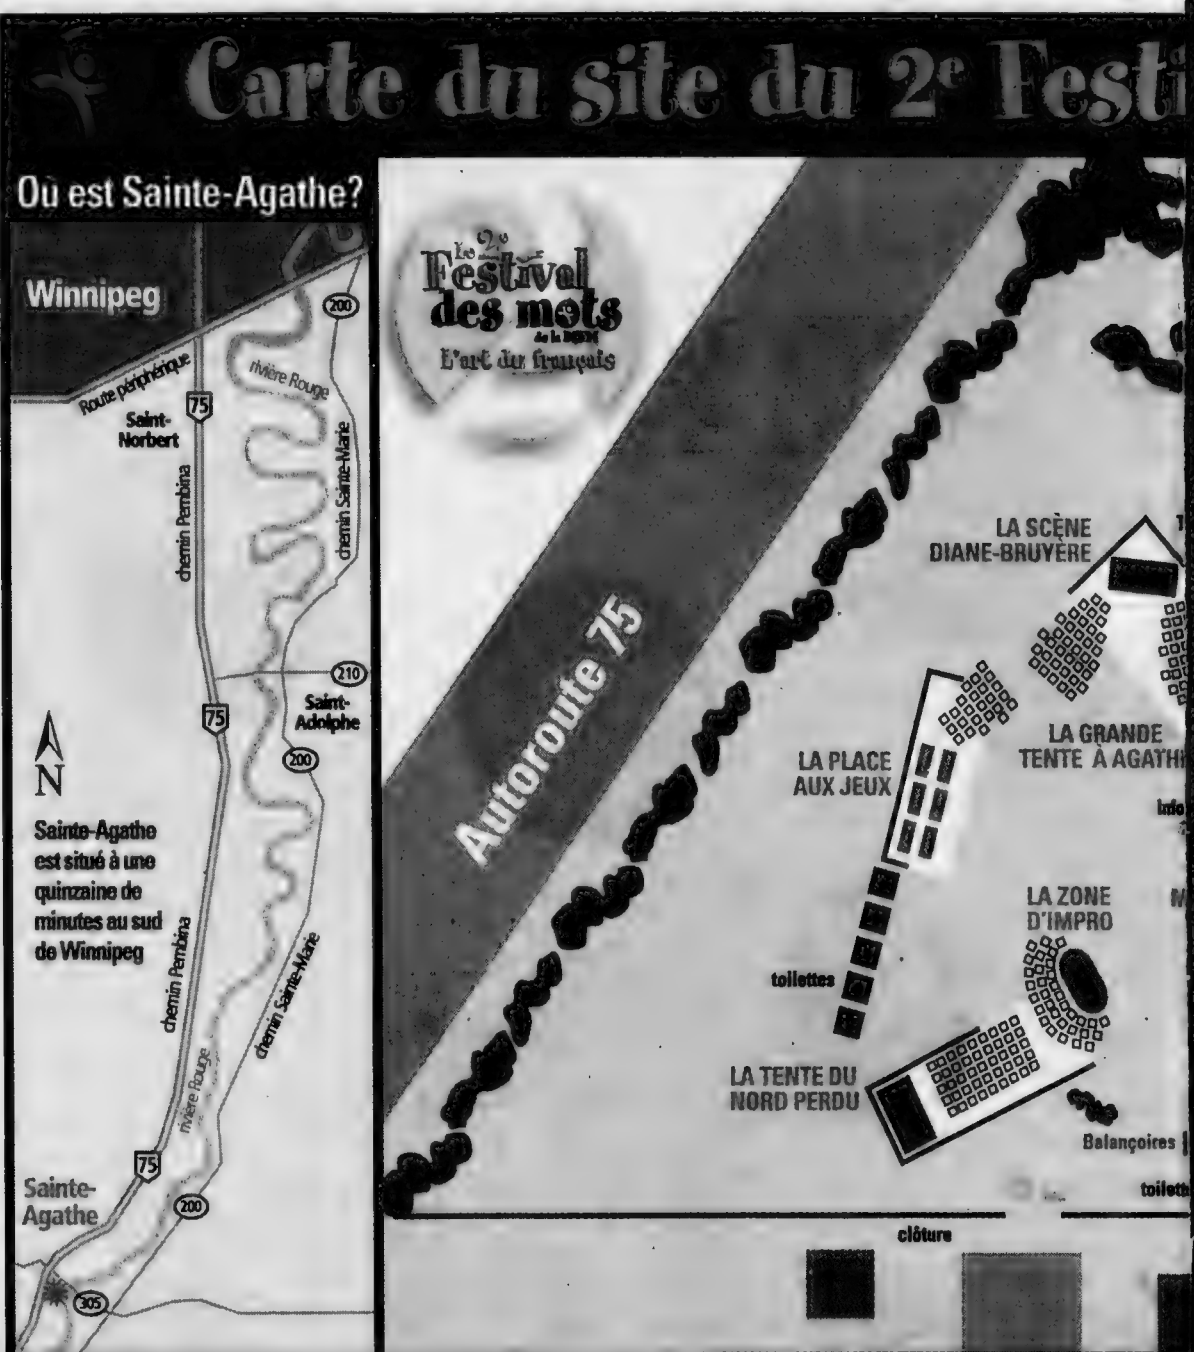 Carte du site du 2e Festi
Où est Sainte-Agathe?
Winnipeg
200
Route périphérique
rivière Rouge
75
Saint-
Norbert
chemin Pembina
chemin Sainte-Marie
210
75
Saint-
Adolphe
200
N
Sainte-Agathe
est situé à une
quinzaine de
minutes au sud
de Winnipeg
chemin Pembina
chemin Sainte-Marie
rivière Rouge
75
Sainte-
Agathe
200
305
Le 2e
Festival
des mots
L'art du français
Autoroute 75
LA SCÈNE
DIANE-BRUYÈRE
LA GRANDE
TENTE À AGATH
LA PLACE
AUX JEUX
Info
LA ZONE
D'IMPRO
toilettes
LA TENTE DU
NORD PERDU
Balançoires
toilett
clôture